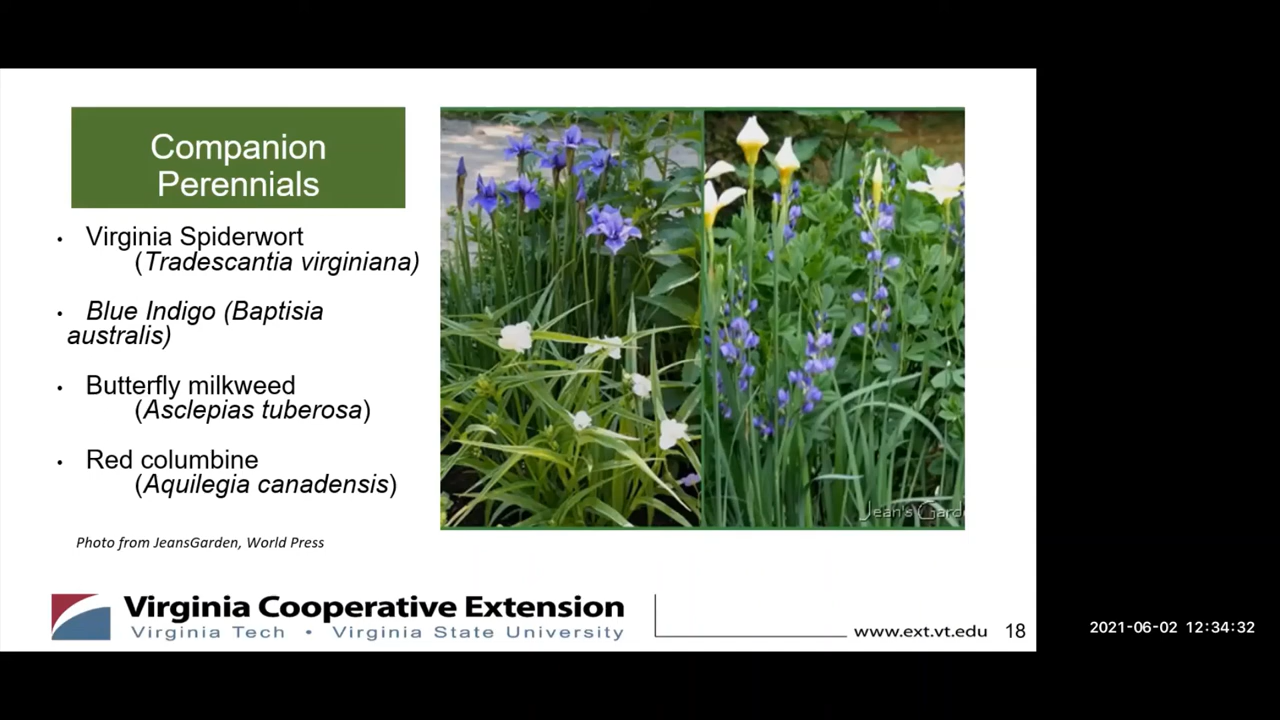 Companion
Perennials
• Virginia Spiderwort
(Tradescantia virginiana)
• Blue Indigo (Baptisia
australis)
• Butterfly milkweed
(Asclepias tuberosa)
• Red columbine
(Aquilegia canadensis)
Photo from JeansGarden, World Press
Jean's Gard
Virginia Cooperative Extension
Virginia Tech • Virginia State University
www.ext.vt.edu 18
2021-06-02 12:34:32